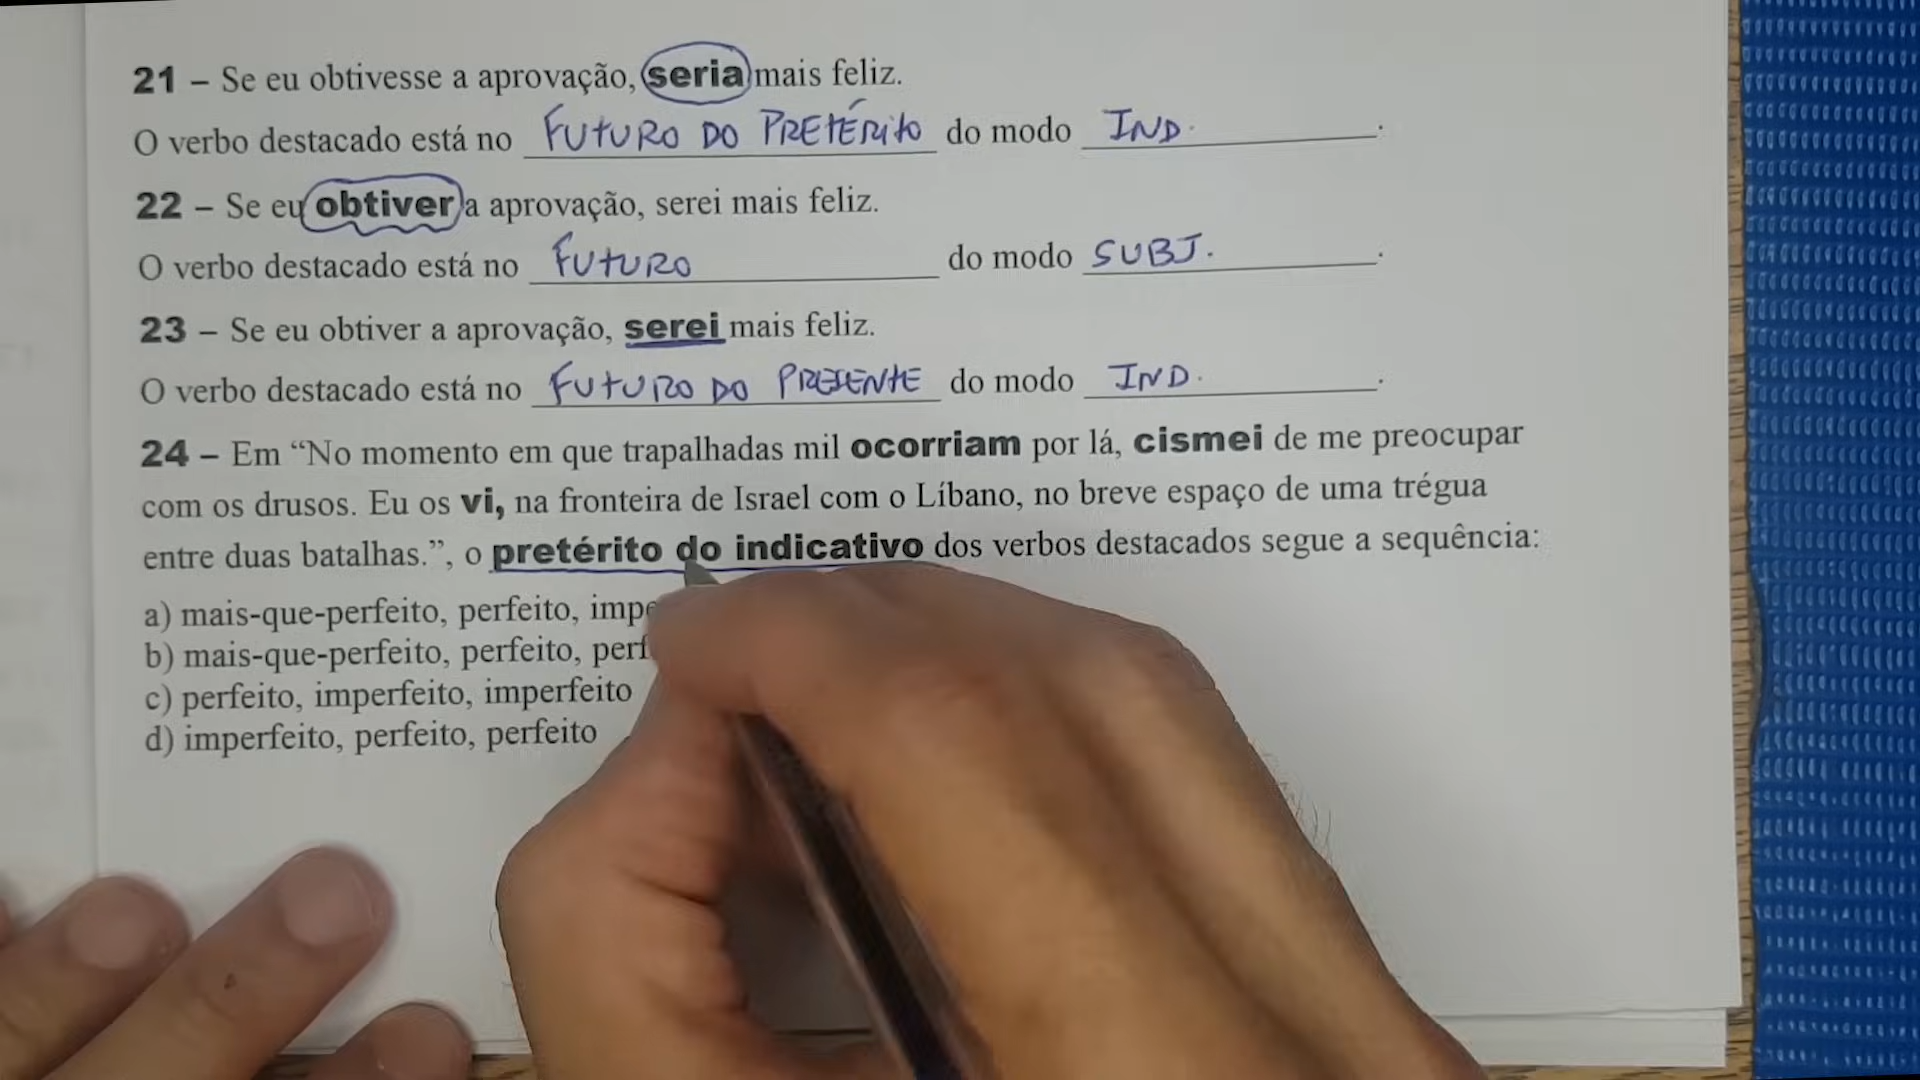 21 – Se eu obtivesse a aprovação, seria mais feliz.
O verbo destacado está no FUTURO DO PRETÉRITO do modo IND.
22 – Se eu obtiver a aprovação, serei mais feliz.
O verbo destacado está no FUTURO do modo SUBJ.
23 – Se eu obtiver a aprovação, serei mais feliz.
O verbo destacado está no FUTURO DO PRESENTE do modo IND.
24 – Em “No momento em que trapalhadas mil ocorriam por lá, cismei de me preocupar
com os drusos. Eu os vi, na fronteira de Israel com o Líbano, no breve espaço de uma trégua
entre duas batalhas.”, o pretérito do indicativo dos verbos destacados segue a sequência:
a) mais-que-perfeito, perfeito,
b) mais-que-perfeito, perfeito,
c) perfeito, imperfeito, imperfeito
d) imperfeito, perfeito, perfeito